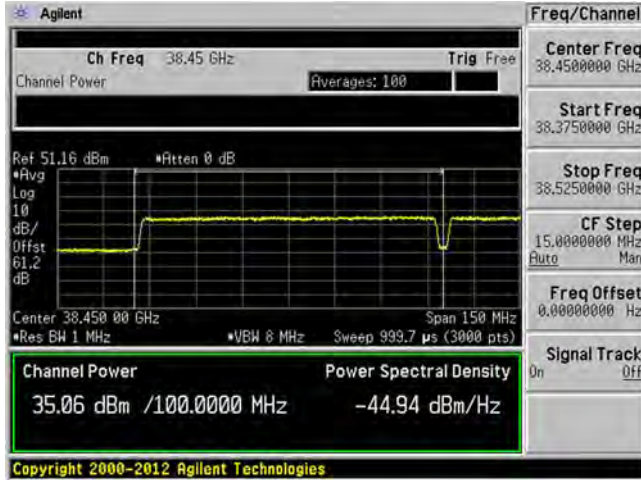 Agilent
Freq/Channel
Ch Freq 38.45 GHz Trig Free
Channel Power Averages: 100
Center Freq
38.4500000 GHz
Start Freq
38.3750000 GHz
Stop Freq
38.5250000 GHz
CF Step
15.0000000 MHz
Auto Man
Freq Offset
0.00000000 Hz
Signal Track
On Off
Ref 51.16 dBm *Atten 0 dB
*Avg
Log
10
dB/
Offst
61.2
dB
Center 38.450 00 GHz Span 150 MHz
*Res BW 1 MHz *VBW 8 MHz Sweep 999.7 µs (3000 pts)
Channel Power Power Spectral Density
35.06 dBm /100.0000 MHz -44.94 dBm/Hz
Copyright 2000-2012 Agilent Technologies